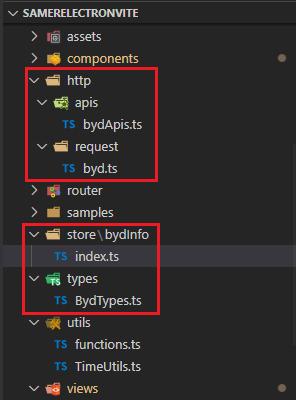 SAMERELECTRONVITE
assets
components
http
apis
TS bydApis.ts
request
TS byd.ts
router
samples
store\bydInfo
TS index.ts
TS types
TS BydTypes.ts
utils
TS functions.ts
TS TimeUtils.ts
views